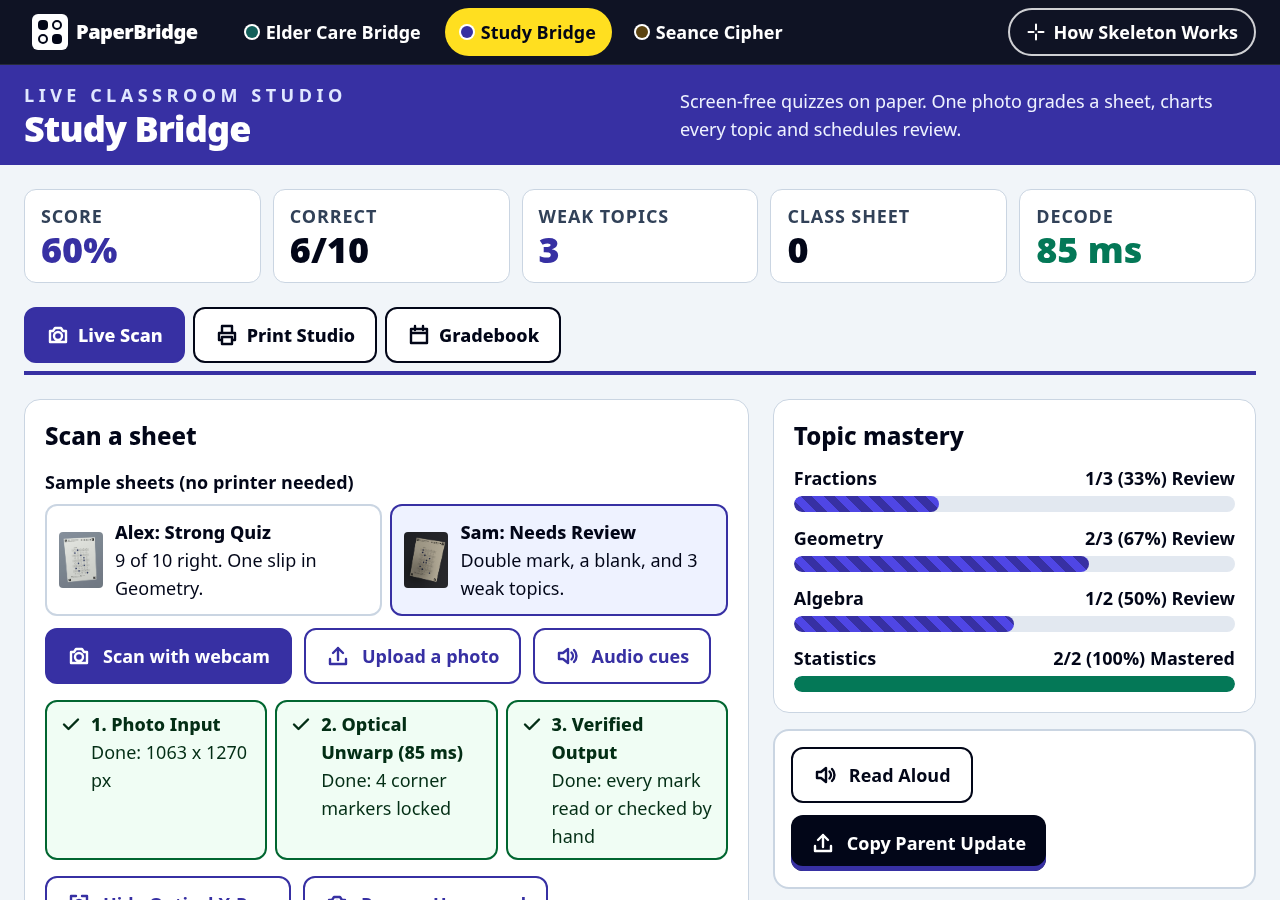 PaperBridge
Elder Care Bridge
Study Bridge
Seance Cipher
How Skeleton Works
LIVE CLASSROOM STUDIO
Study Bridge
Screen-free quizzes on paper. One photo grades a sheet, charts
every topic and schedules review.
SCORE
60%
CORRECT
6/10
WEAK TOPICS
3
CLASS SHEET
0
DECODE
85 ms
Live Scan
Print Studio
Gradebook
Scan a sheet
Sample sheets (no printer needed)
Alex: Strong Quiz
9 of 10 right. One slip in
Geometry.
Sam: Needs Review
Double mark, a blank, and 3
weak topics.
Scan with webcam
Upload a photo
Audio cues
1. Photo Input
Done: 1063 x 1270
px
2. Optical
Unwarp (85 ms)
Done: 4 corner
markers locked
3. Verified
Output
Done: every mark
read or checked by
hand
Topic mastery
Fractions
1/3 (33%) Review
Geometry
2/3 (67%) Review
Algebra
1/2 (50%) Review
Statistics
2/2 (100%) Mastered
Read Aloud
Copy Parent Update